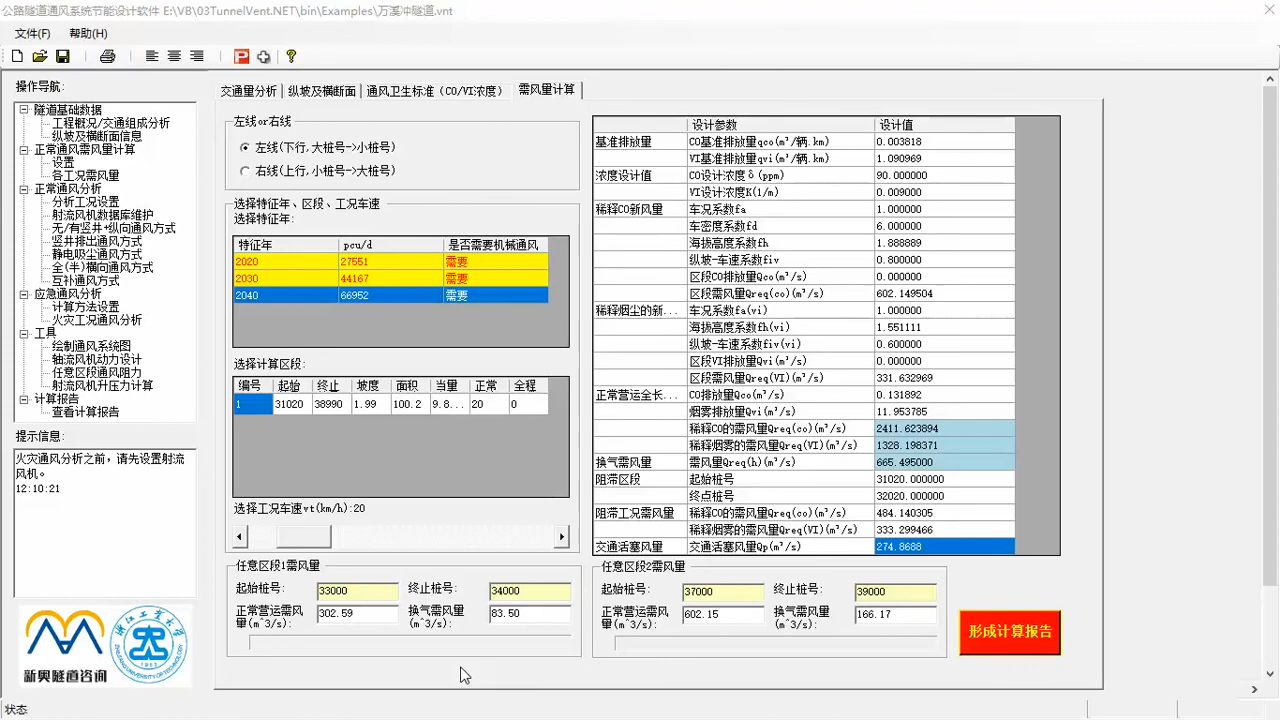 公路隧道通风系统节能设计软件 E:\VB\03TunnelVent.NET\bin\Examples\万溪冲隧道.vnt
文件(F) 帮助(H)
操作导航:
隧道基础数据
工程概况/交通组成分析
纵坡及横断面信息
正常通风需风量计算
设置
各工况需风量
正常通风分析
分析工况设置
射流风机数据库维护
无/有竖井+纵向通风方式
竖井排出通风方式
静电吸尘通风方式
全(半)横向通风方式
互补通风方式
应急通风分析
计算方法设置
火灾工况通风分析
工具
绘制通风系统图
轴流风机动力设计
任意区段通风阻力
射流风机升压力计算
计算报告
查看计算报告
提示信息:
火灾通风分析之前,请先设置射流
风机。
12:10:21
新奥隧道咨询
浙江工业大学
ZHEJIANG UNIVERSITY OF TECHNOLOGY
1953
状态
交通量分析 纵坡及横断面 通风卫生标准(CO/VI浓度) 需风量计算
左线or右线
左线(下行,大桩号->小桩号)
右线(上行,小桩号->大桩号)
选择特征年、区段、工况车速
选择特征年:
特征年 pcu/d 是否需要机械通风
2020 27551 需要
2030 44167 需要
2040 66952 需要
选择计算区段:
编号 起始 终止 坡度 面积 当量 正常 全程
1 31020 38990 1.99 100.2 9.8... 20 0
选择工况车速vt(km/h):20
任意区段1需风量
起始桩号: 33000 终止桩号: 34000
正常营运需风量(m^3/s): 302.59 换气需风量(m^3/s): 83.50
设计参数 设计值
基准排放量 CO基准排放量qco(m³/辆.km) 0.003818
VI基准排放量qvi(m³/辆.km) 1.090969
浓度设计值 CO设计浓度δ(ppm) 90.000000
VI设计浓度K(1/m) 0.009000
稀释CO新风量 车况系数fa 1.000000
车密度系数fd 6.000000
海拔高度系数fh 1.888889
纵坡-车速系数fiv 0.800000
区段CO排放量Qco(m³/s) 0.000000
区段需风量Qreq(co)(m³/s) 602.149504
稀释烟尘的新... 车况系数fa(vi) 1.000000
海拔高度系数fh(vi) 1.551111
纵坡-车速系数fiv(vi) 0.600000
区段VI排放量Qvi(m³/s) 0.000000
区段需风量Qreq(VI)(m³/s) 331.632969
正常营运全长... CO排放量Qco(m³/s) 0.131892
烟雾排放量Qvi(m³/s) 11.953785
稀释CO的需风量Qreq(co)(m³/s) 2411.623894
稀释烟雾的需风量Qreq(VI)(m³/s) 1328.198371
换气需风量 需风量Qreq(h)(m³/s) 665.495000
阻滞区段 起始桩号 31020.000000
终点桩号 32020.000000
阻滞工况需风量 稀释CO的需风量Qreq(co)(m³/s) 484.140305
稀释烟雾的需风量Qreq(VI)(m³/s) 333.299466
交通活塞风量 交通活塞风量Qp(m³/s) 274.8688
任意区段2需风量
起始桩号: 37000 终止桩号: 39000
正常营运需风量(m^3/s): 602.15 换气需风量(m^3/s): 166.17
形成计算报告